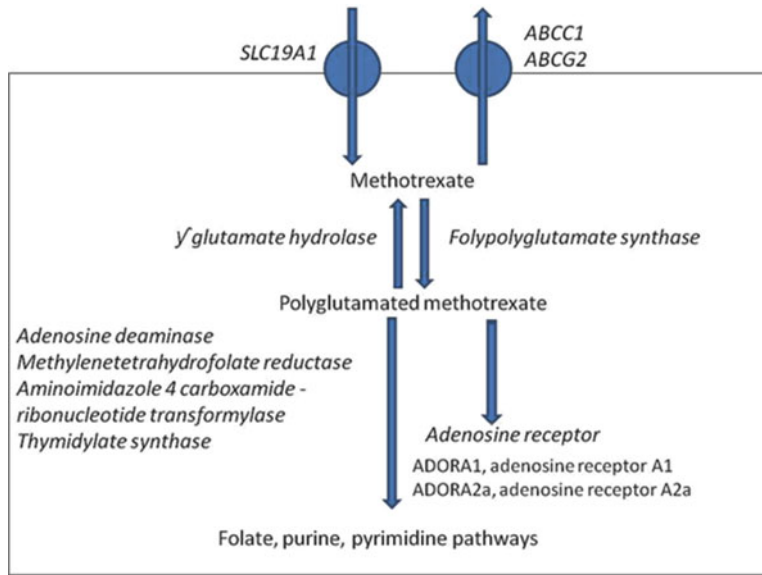 SLC19A1
ABCC1
ABCG2
Methotrexate
γ glutamate hydrolase
Folypolyglutamate synthase
Polyglutamated methotrexate
Adenosine deaminase
Methylenetetrahydrofolate reductase
Aminoimidazole 4 carboxamide -
ribonucleotide transformylase
Thymidylate synthase
Adenosine receptor
ADORA1, adenosine receptor A1
ADORA2a, adenosine receptor A2a
Folate, purine, pyrimidine pathways